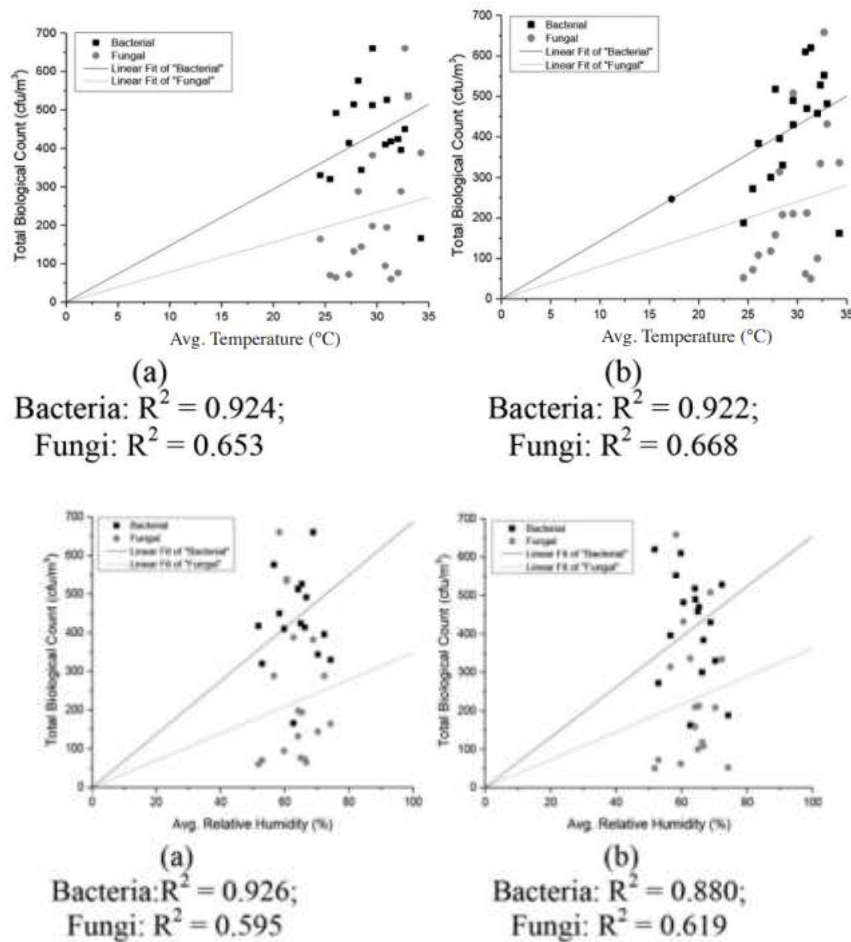 700
600
500
400
300
200
100
0
Total Biological Count (cfu/m³)
Bacterial
Fungal
Linear Fit of "Bacterial"
Linear Fit of "Fungal"
0 5 10 15 20 25 30 35
Avg. Temperature (°C)
(a)
Bacteria: R² = 0.924;
Fungi: R² = 0.653
700
600
500
400
300
200
100
0
Total Biological Count (cfu/m³)
Bacterial
Fungal
Linear Fit of "Bacterial"
Linear Fit of "Fungal"
0 5 10 15 20 25 30 35
Avg. Temperature (°C)
(b)
Bacteria: R² = 0.922;
Fungi: R² = 0.668
700
600
500
400
300
200
100
0
Total Biological Count (cfu/m³)
Bacterial
Fungal
Linear Fit of "Bacterial"
Linear Fit of "Fungal"
0 20 40 60 80 100
Avg. Relative Humidity (%)
(a)
Bacteria:R² = 0.926;
Fungi: R² = 0.595
700
600
500
400
300
200
100
0
Total Biological Count (cfu/m³)
Bacterial
Fungal
Linear Fit of "Bacterial"
Linear Fit of "Fungal"
0 20 40 60 80 100
Avg. Relative Humidity (%)
(b)
Bacteria: R² = 0.880;
Fungi: R² = 0.619